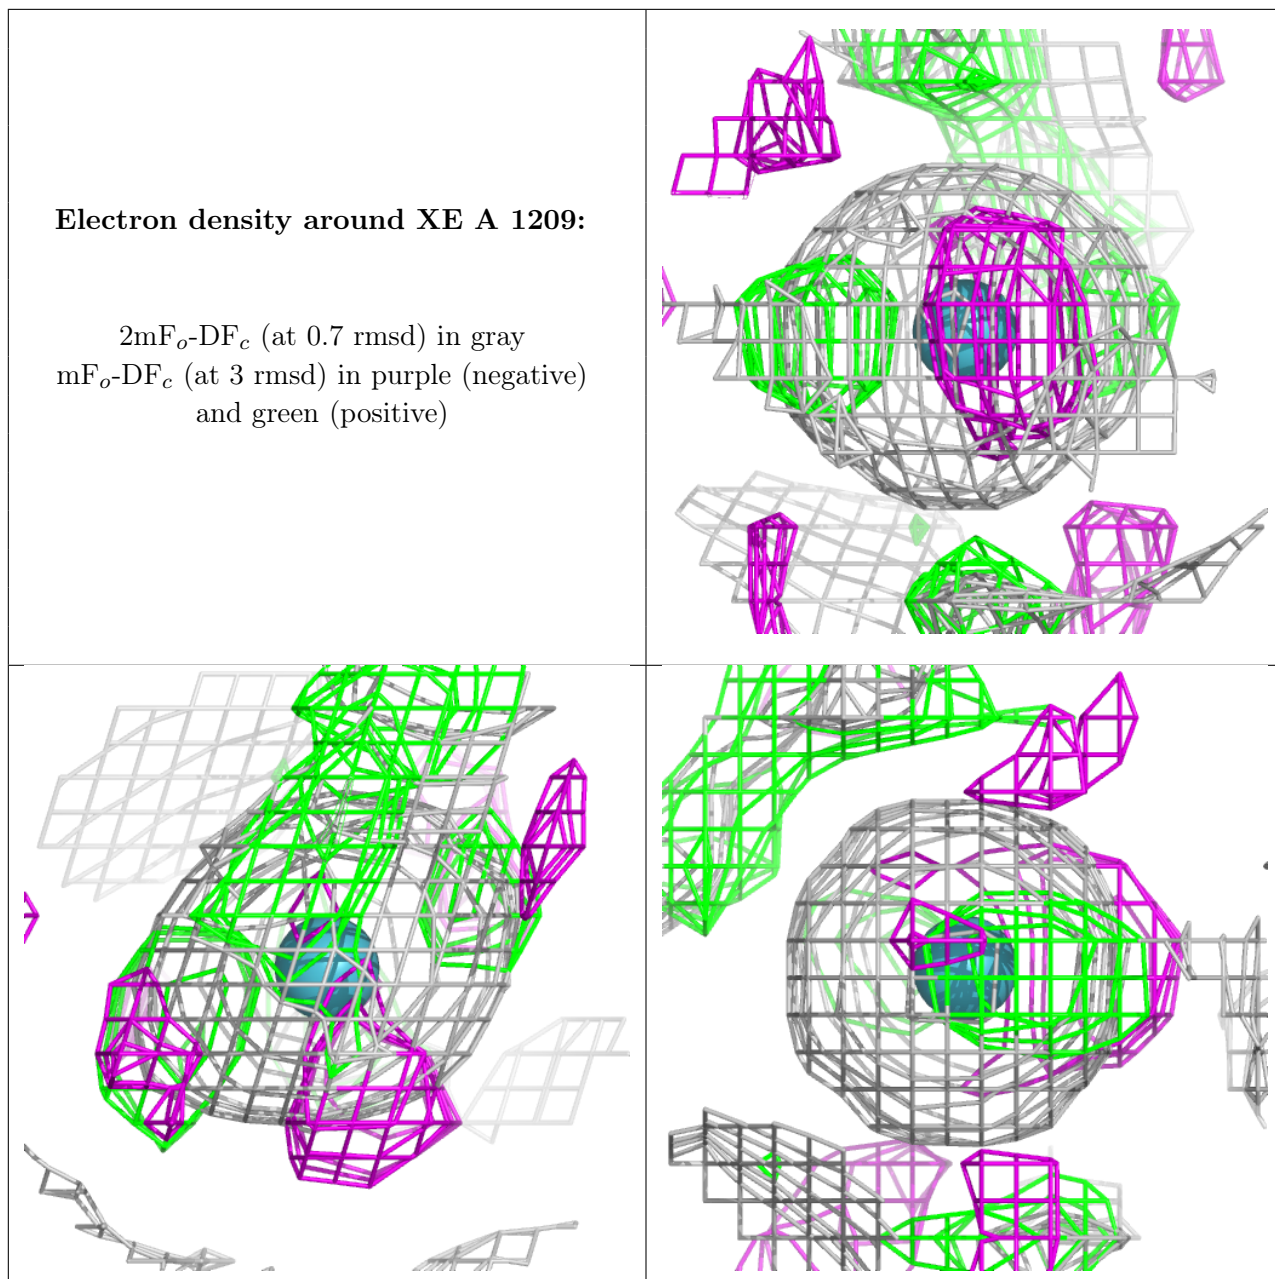 Electron density around XE A 1209:
2mFₒ-DF𝒸 (at 0.7 rmsd) in gray
mFₒ-DF𝒸 (at 3 rmsd) in purple (negative)
and green (positive)